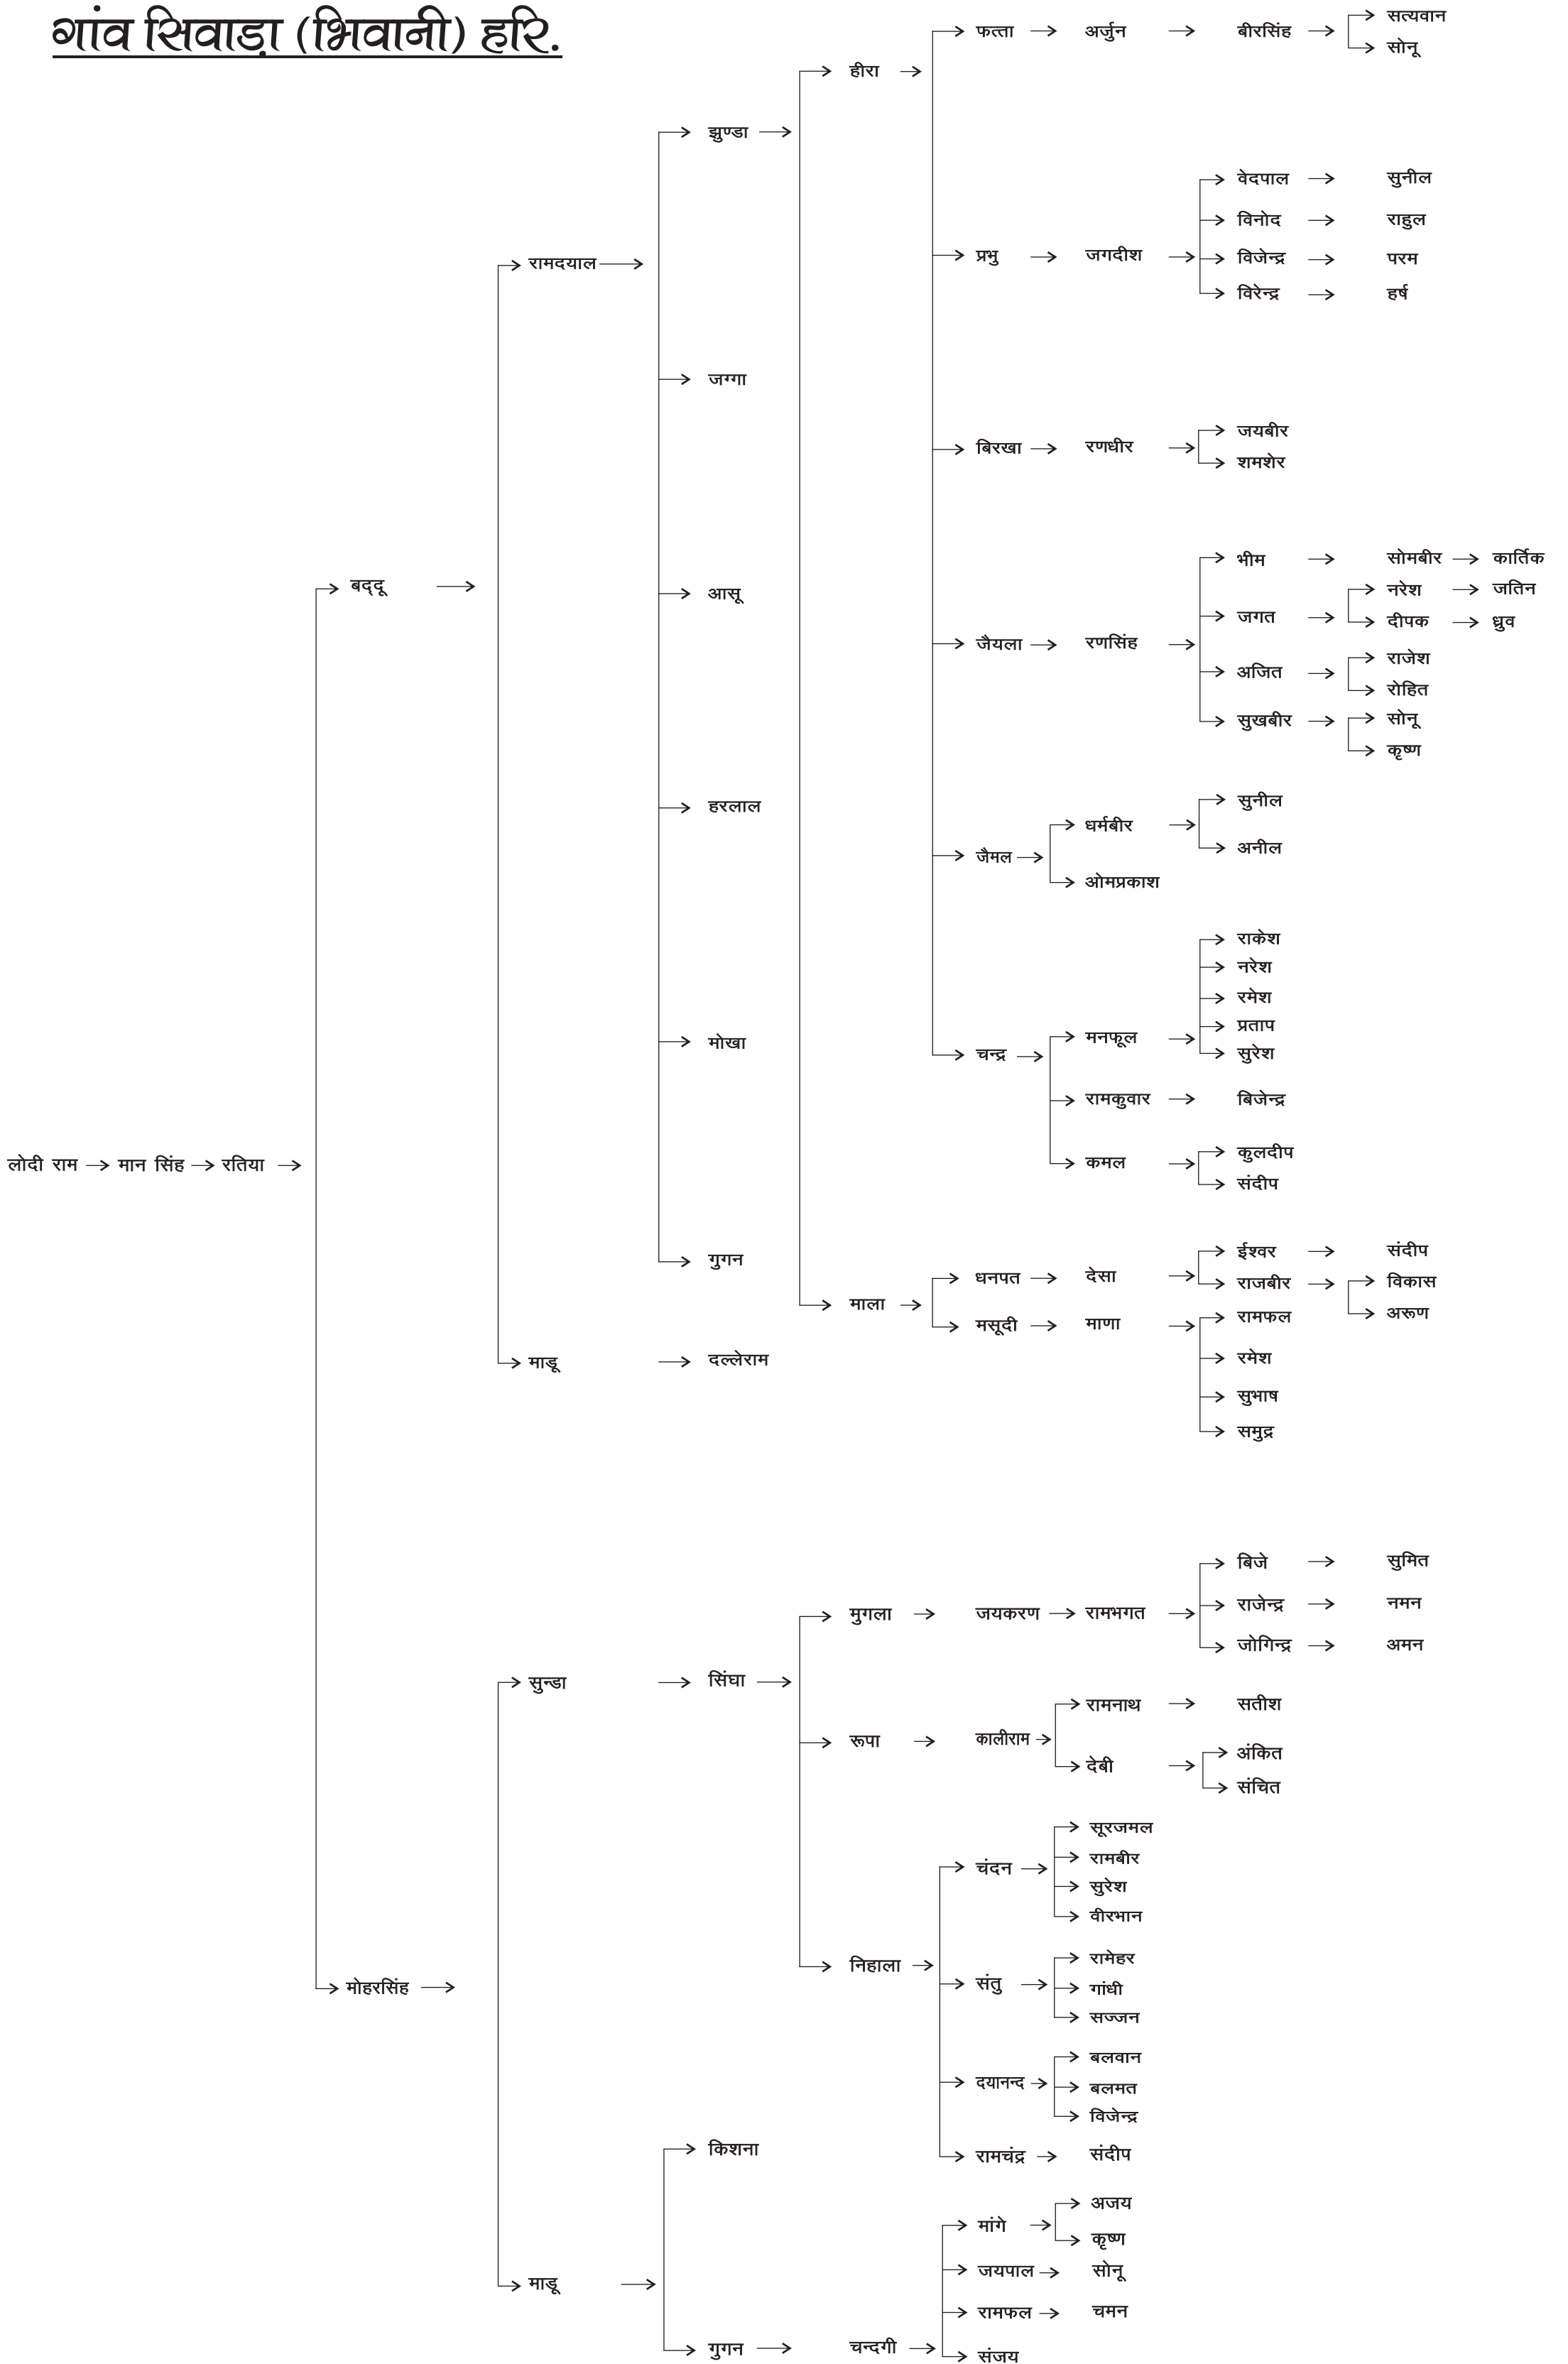 गांव सिवाड़ा (भिवानी) हरि.
लोदी राम → मान सिंह → रतिया →
बद्दू →
रामदयाल →
झुण्डा →
हीरा →
फत्ता → अर्जुन → बीरसिंह →
सत्यवान
सोनू
प्रभु → जगदीश →
वेदपाल → सुनील
विनोद → राहुल
विजेन्द्र → परम
विरेन्द्र → हर्ष
बिरखा → रणधीर →
जयबीर
शमशेर
जैयला → रणसिंह →
भीम → सोमबीर → कार्तिक
जगत →
नरेश → जतिन
दीपक → ध्रुव
अजित →
राजेश
रोहित
सुखबीर →
सोनू
कृष्ण
जैमल →
धर्मबीर →
सुनील
अनील
ओमप्रकाश
चन्द्र →
मनफूल →
राकेश
नरेश
रमेश
प्रताप
सुरेश
रामकुवार → बिजेन्द्र
कमल →
कुलदीप
संदीप
माला →
धनपत → देसा →
ईश्वर → संदीप
राजबीर →
विकास
अरूण
मसूदी → माणा →
रामफल
रमेश
सुभाष
समुद्र
जग्गा
आसू
हरलाल
मोखा
गुगन
माडू → दल्लेराम
मोहरसिंह →
सुन्डा → सिंघा →
मुगला → जयकरण → रामभगत →
बिजे → सुमित
राजेन्द्र → नमन
जोगिन्द्र → अमन
रूपा → कालीराम →
रामनाथ → सतीश
देबी →
अंकित
संचित
निहाला →
चंदन →
सूरजमल
रामबीर
सुरेश
वीरभान
संतु →
रामेहर
गांधी
सज्जन
दयानन्द →
बलवान
बलमत
विजेन्द्र
रामचंद्र → संदीप
माडू →
किशना
गुगन → चन्दगी →
मांगे →
अजय
कृष्ण
जयपाल → सोनू
रामफल → चमन
संजय